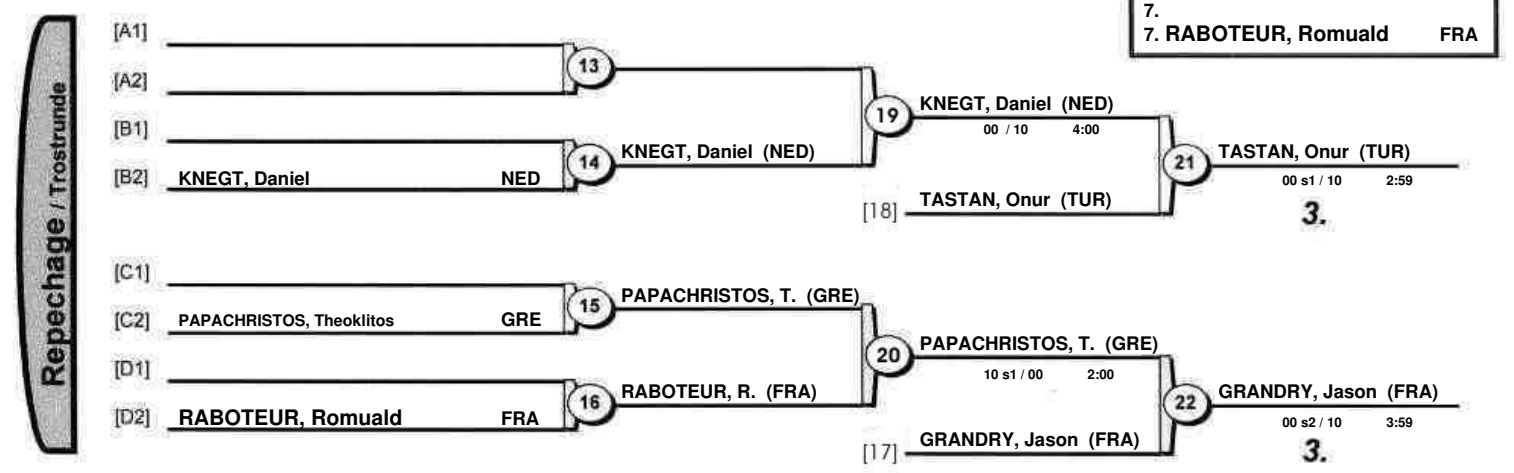 7.
7. RABOTEUR, Romuald FRA
Repechage / Trostrunde
[A1]
13
[A2]
[B1]
14
[B2] KNEGT, Daniel NED
KNEGT, Daniel (NED)
19
KNEGT, Daniel (NED)
00 / 10 4:00
[18] TASTAN, Onur (TUR)
21
TASTAN, Onur (TUR)
00 s1 / 10 2:59
3.
[C1]
15
[C2] PAPACHRISTOS, Theoklitos GRE
PAPACHRISTOS, T. (GRE)
[D1]
16
[D2] RABOTEUR, Romuald FRA
RABOTEUR, R. (FRA)
20
PAPACHRISTOS, T. (GRE)
10 s1 / 00 2:00
[17] GRANDRY, Jason (FRA)
22
GRANDRY, Jason (FRA)
00 s2 / 10 3:59
3.